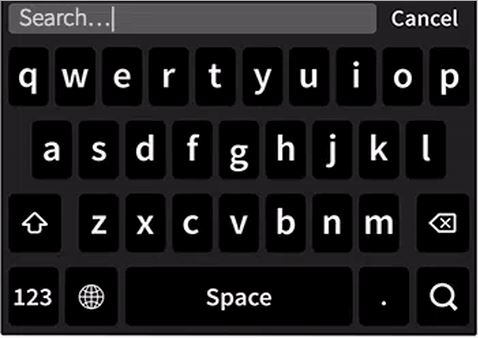 Search... Cancel
q w e r t y u i o p
a s d f g h j k l
z x c v b n m
123 Space .